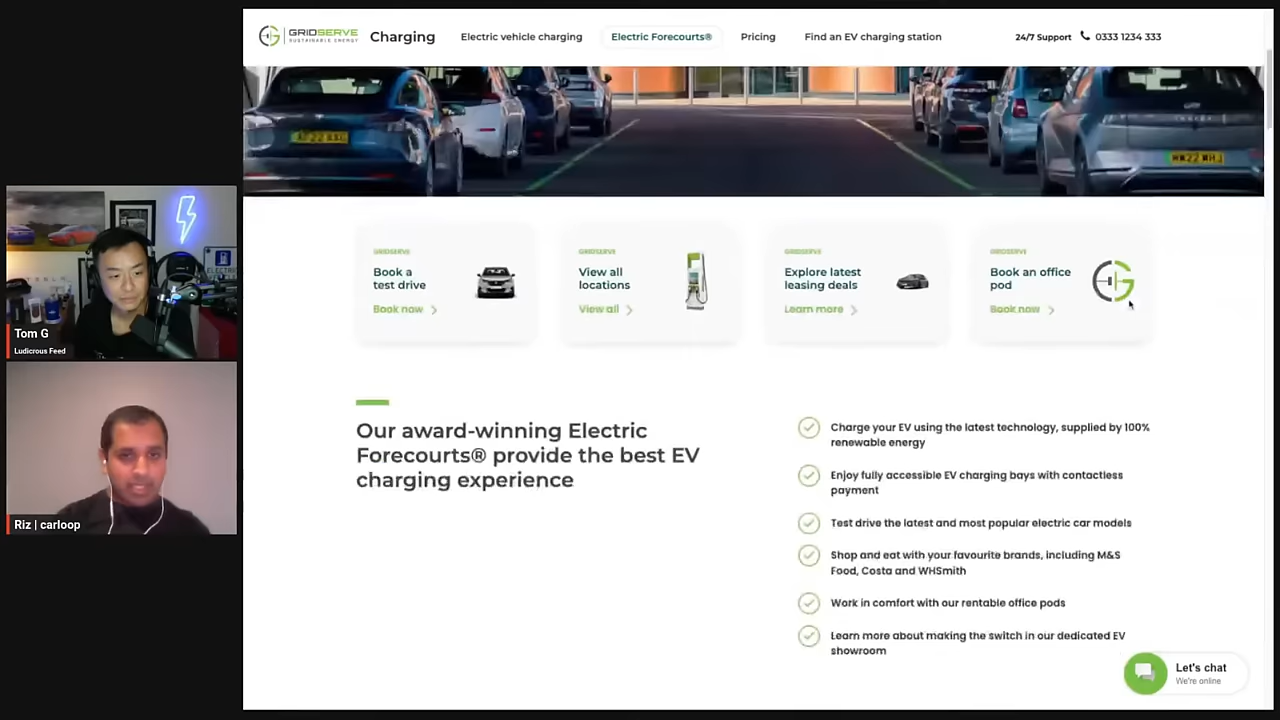 GRIDSERVE
SUSTAINABLE ENERGY
Charging
Electric vehicle charging
Electric Forecourts®
Pricing
Find an EV charging station
24/7 Support
0333 1234 333
GRIDSERVE
Book a
test drive
Book now
GRIDSERVE
View all
locations
View all
GRIDSERVE
Explore latest
leasing deals
Learn more
GRIDSERVE
Book an office
pod
Book now
Our award-winning Electric
Forecourts® provide the best EV
charging experience
Charge your EV using the latest technology, supplied by 100%
renewable energy
Enjoy fully accessible EV charging bays with contactless
payment
Test drive the latest and most popular electric car models
Shop and eat with your favourite brands, including M&S
Food, Costa and WHSmith
Work in comfort with our rentable office pods
Learn more about making the switch in our dedicated EV
showroom
Let's chat
We're online
Tom G
Ludicrous Feed
Riz | carloop